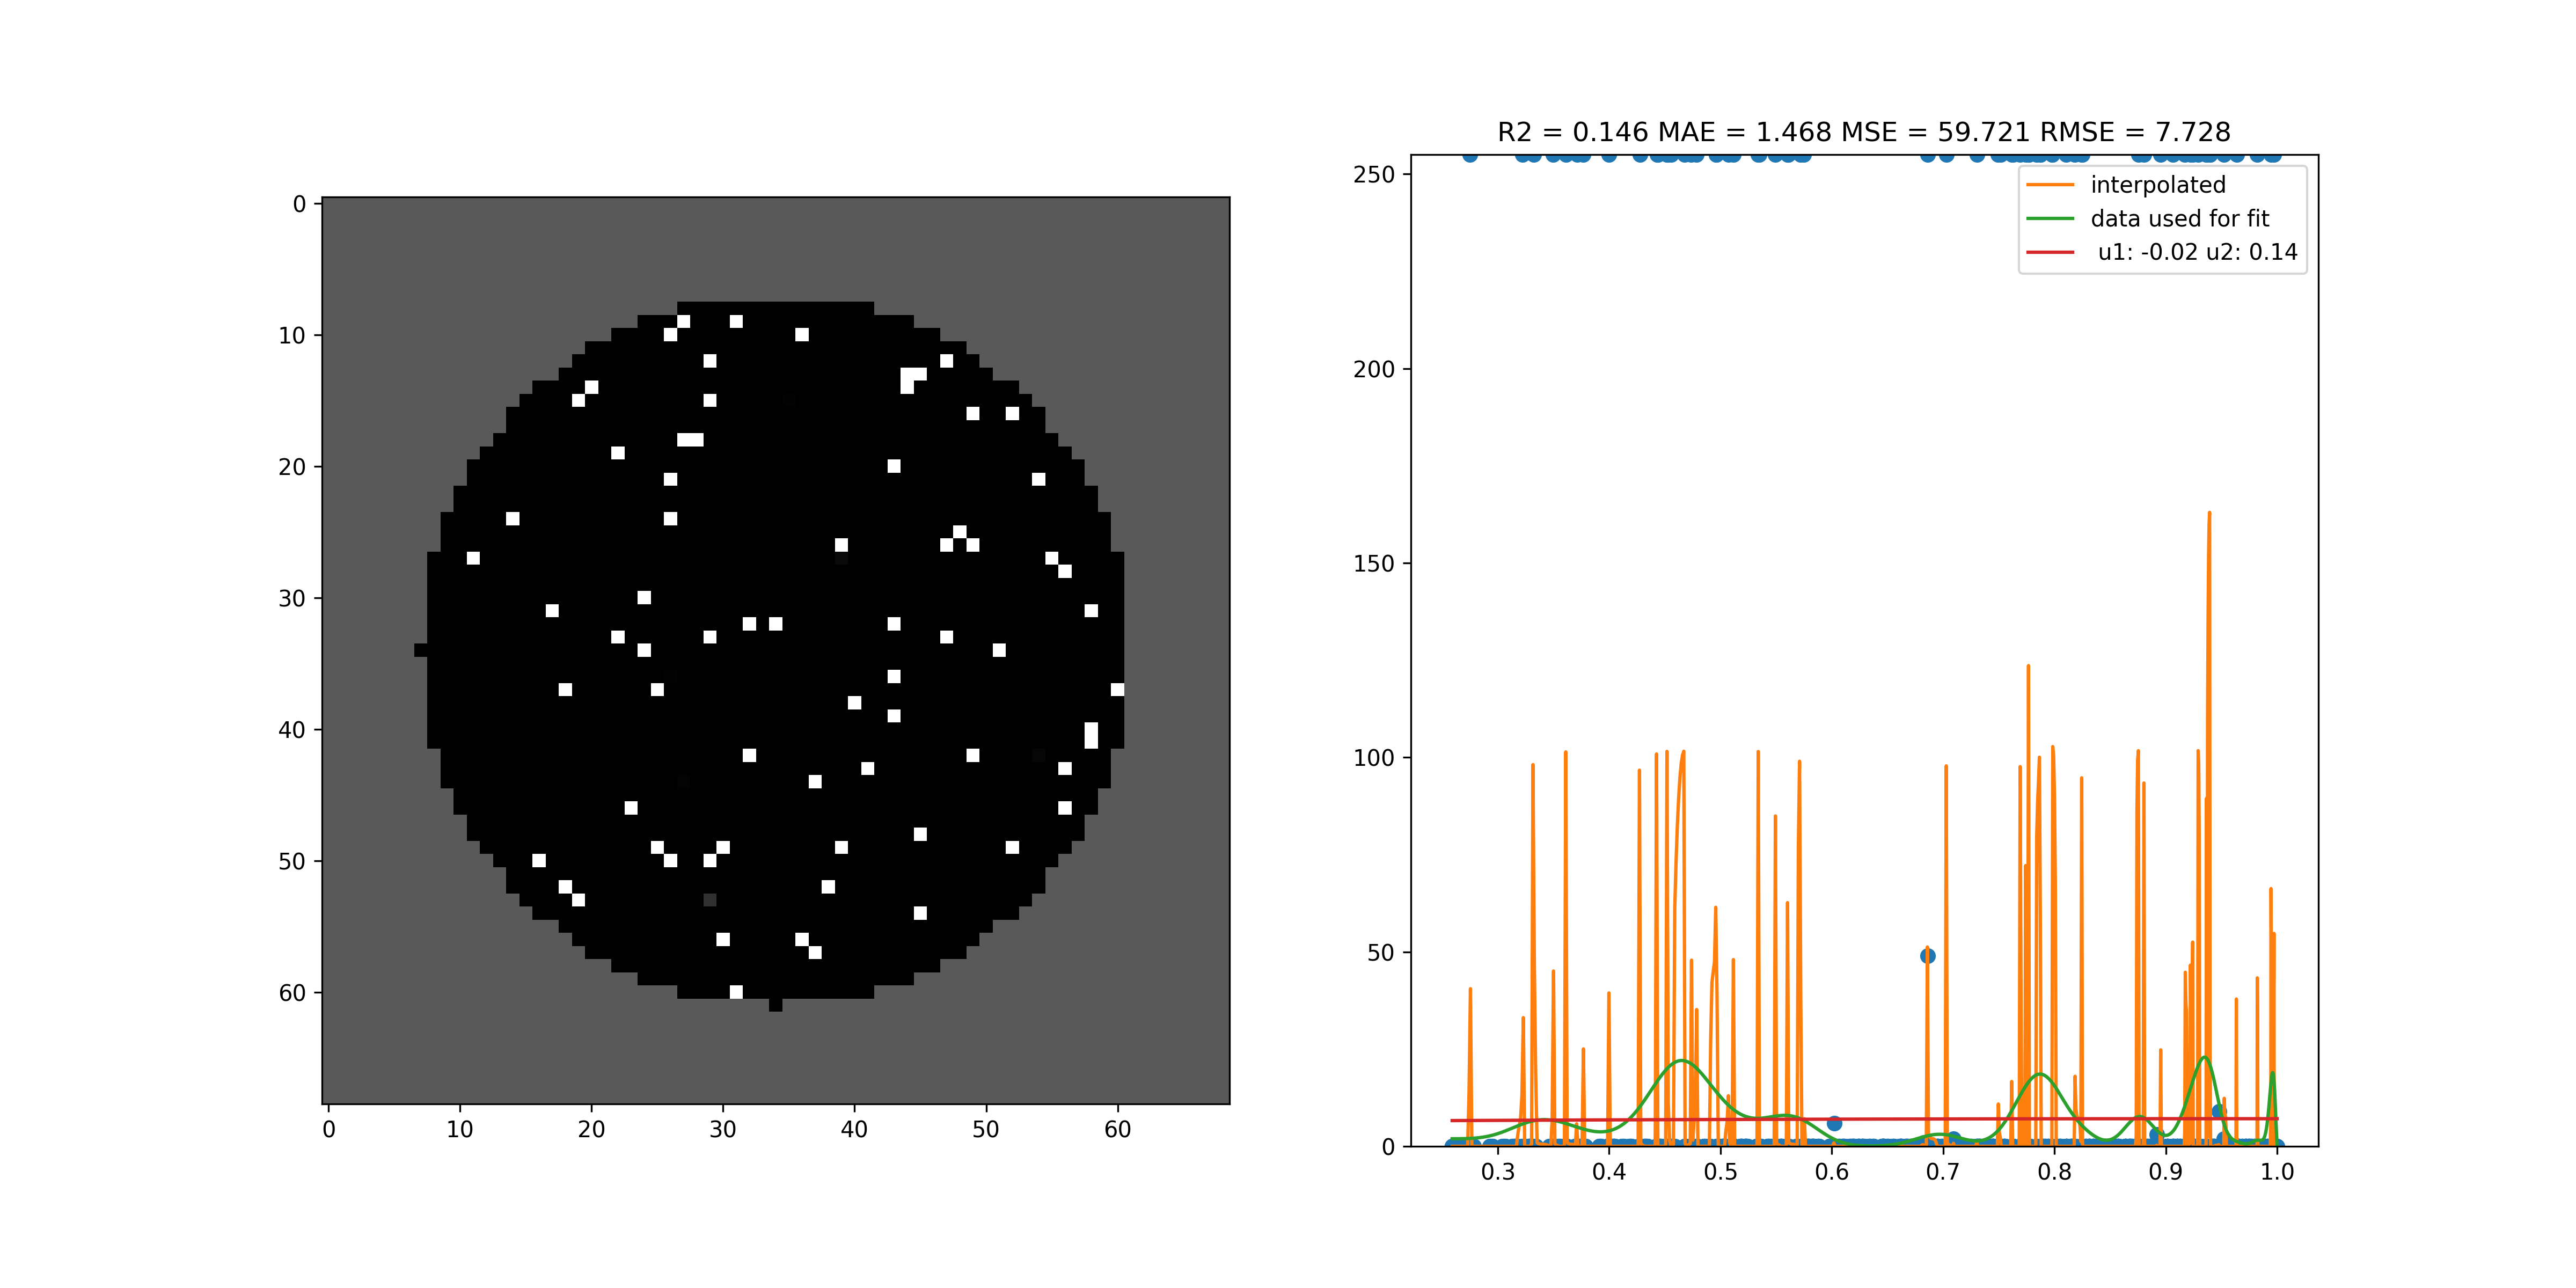 R2 = 0.146 MAE = 1.468 MSE = 59.721 RMSE = 7.728
interpolated
data used for fit
u1: -0.02 u2: 0.14
0
10
20
30
40
50
60
0 10 20 30 40 50 60
250
200
150
100
50
0
0.3 0.4 0.5 0.6 0.7 0.8 0.9 1.0